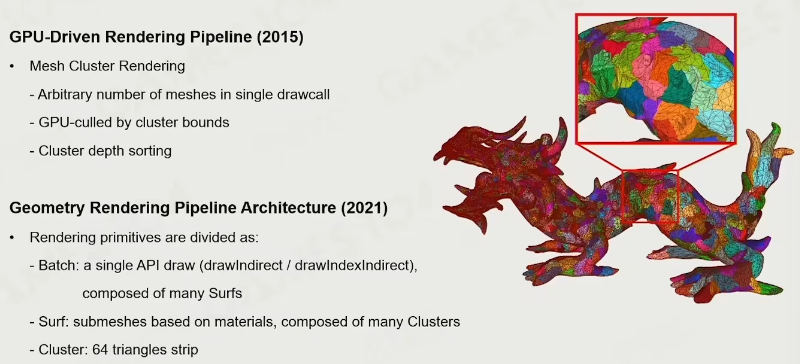 GPU-Driven Rendering Pipeline (2015)
• Mesh Cluster Rendering
- Arbitrary number of meshes in single drawcall
- GPU-culled by cluster bounds
- Cluster depth sorting
Geometry Rendering Pipeline Architecture (2021)
• Rendering primitives are divided as:
- Batch: a single API draw (drawIndirect / drawIndexIndirect),
composed of many Surfs
- Surf: submeshes based on materials, composed of many Clusters
- Cluster: 64 triangles strip